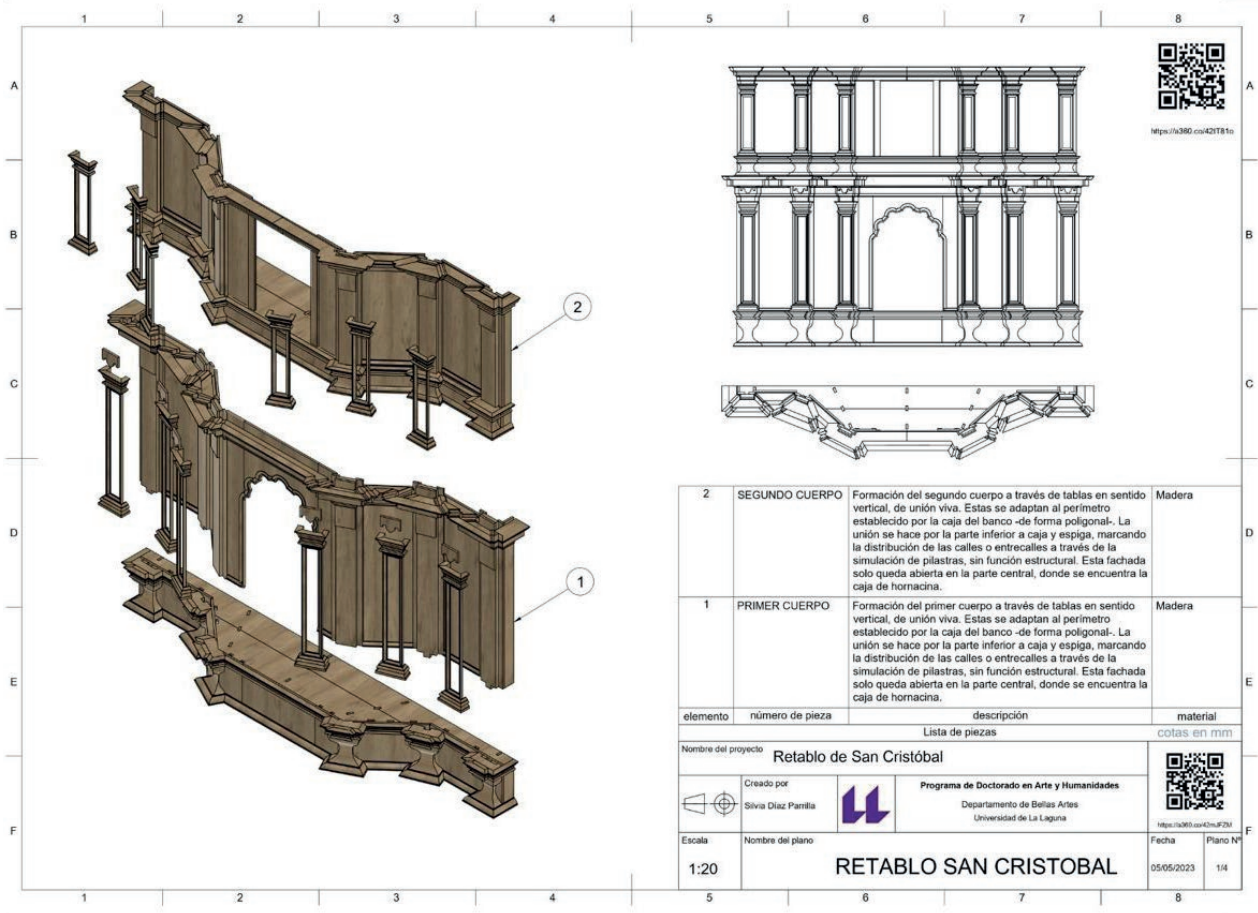 1 2 3 4 5 6 7 8
A A
https://a360.co/42IT81o
B B
2
C C
2 SEGUNDO CUERPO Formación del segundo cuerpo a través de tablas en sentido Madera
vertical, de unión viva. Estas se adaptan al perímetro
establecido por la caja del banco -de forma poligonal-. La
unión se hace por la parte inferior a caja y espiga, marcando
la distribución de las calles o entrecalles a través de la
simulación de pilastras, sin función estructural. Esta fachada
solo queda abierta en la parte central, donde se encuentra la
caja de hornacina.
D D
1
1 PRIMER CUERPO Formación del primer cuerpo a través de tablas en sentido Madera
vertical, de unión viva. Estas se adaptan al perímetro
establecido por la caja del banco -de forma poligonal-. La
unión se hace por la parte inferior a caja y espiga, marcando
la distribución de las calles o entrecalles a través de la
simulación de pilastras, sin función estructural. Esta fachada
solo queda abierta en la parte central, donde se encuentra la
caja de hornacina.
E E
elemento número de pieza descripción material
Lista de piezas cotas en mm
Nombre del proyecto Retablo de San Cristóbal
Creado por
Silvia Díaz Parrilla
Programa de Doctorado en Arte y Humanidades
Departamento de Bellas Artes
Universidad de La Laguna
F F
Escala Nombre del plano Fecha Plano Nº
1:20 RETABLO SAN CRISTOBAL 05/05/2023 1/4
1 2 3 4 5 6 7 8